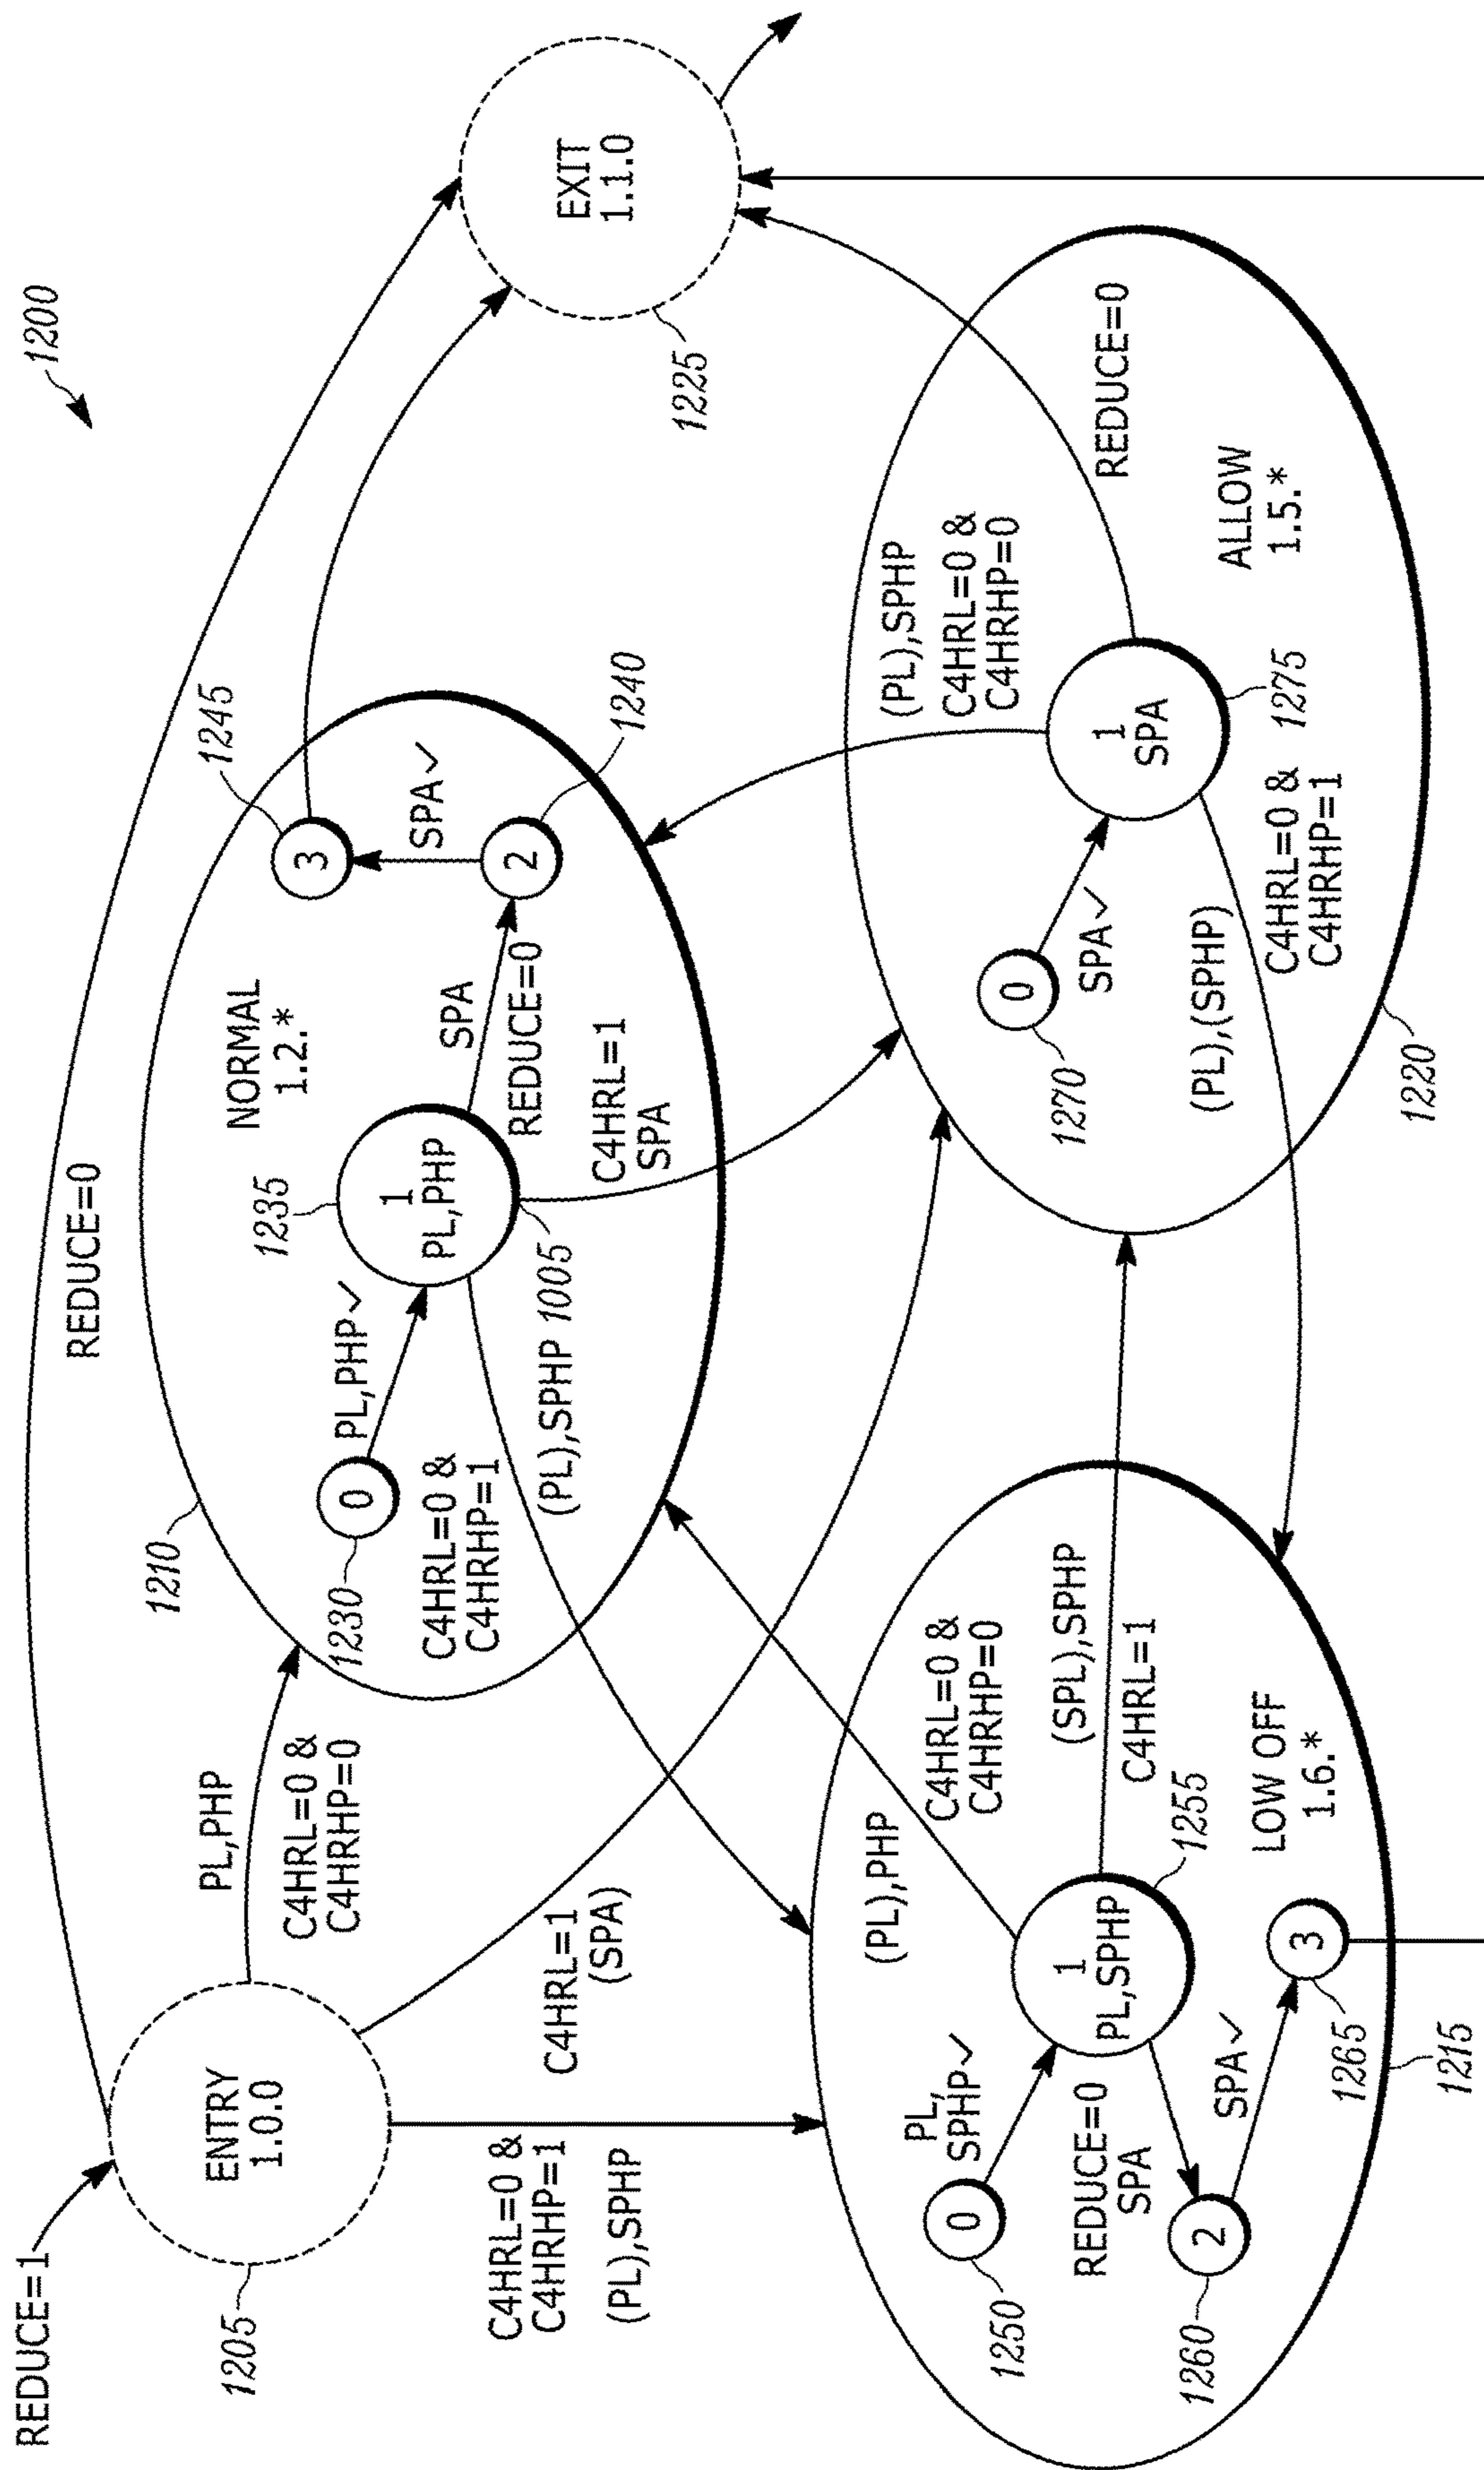 1200
REDUCE=1
REDUCE=0
ENTRY
1.0.0
1205
PL,PHP
C4HRL=0 &
C4HRHP=0
C4HRL=1
(SPA)
C4HRL=0 &
C4HRHP=1
(PL),SPHP
1210
NORMAL
1.2.*
1235
1230
0
PL,PHP✓
1
PL,PHP
C4HRL=0 &
C4HRHP=1
(PL),SPHP
1005
SPA
REDUCE=0
C4HRL=1
SPA
2
1240
SPA✓
3
1245
EXIT
1.1.0
1225
(PL),PHP
C4HRL=0 &
C4HRHP=0
0
1250
PL,
SPHP✓
1
PL,SPHP
1255
REDUCE=0
SPA
2
1260
SPA✓
3
1265
LOW OFF
1.6.*
1215
(SPL),SPHP
C4HRL=1
0
1270
SPA✓
1
SPA
1275
(PL),SPHP
C4HRL=0 &
C4HRHP=0
REDUCE=0
ALLOW
1.5.*
C4HRL=0 &
C4HRHP=1
(PL),(SPHP)
1220